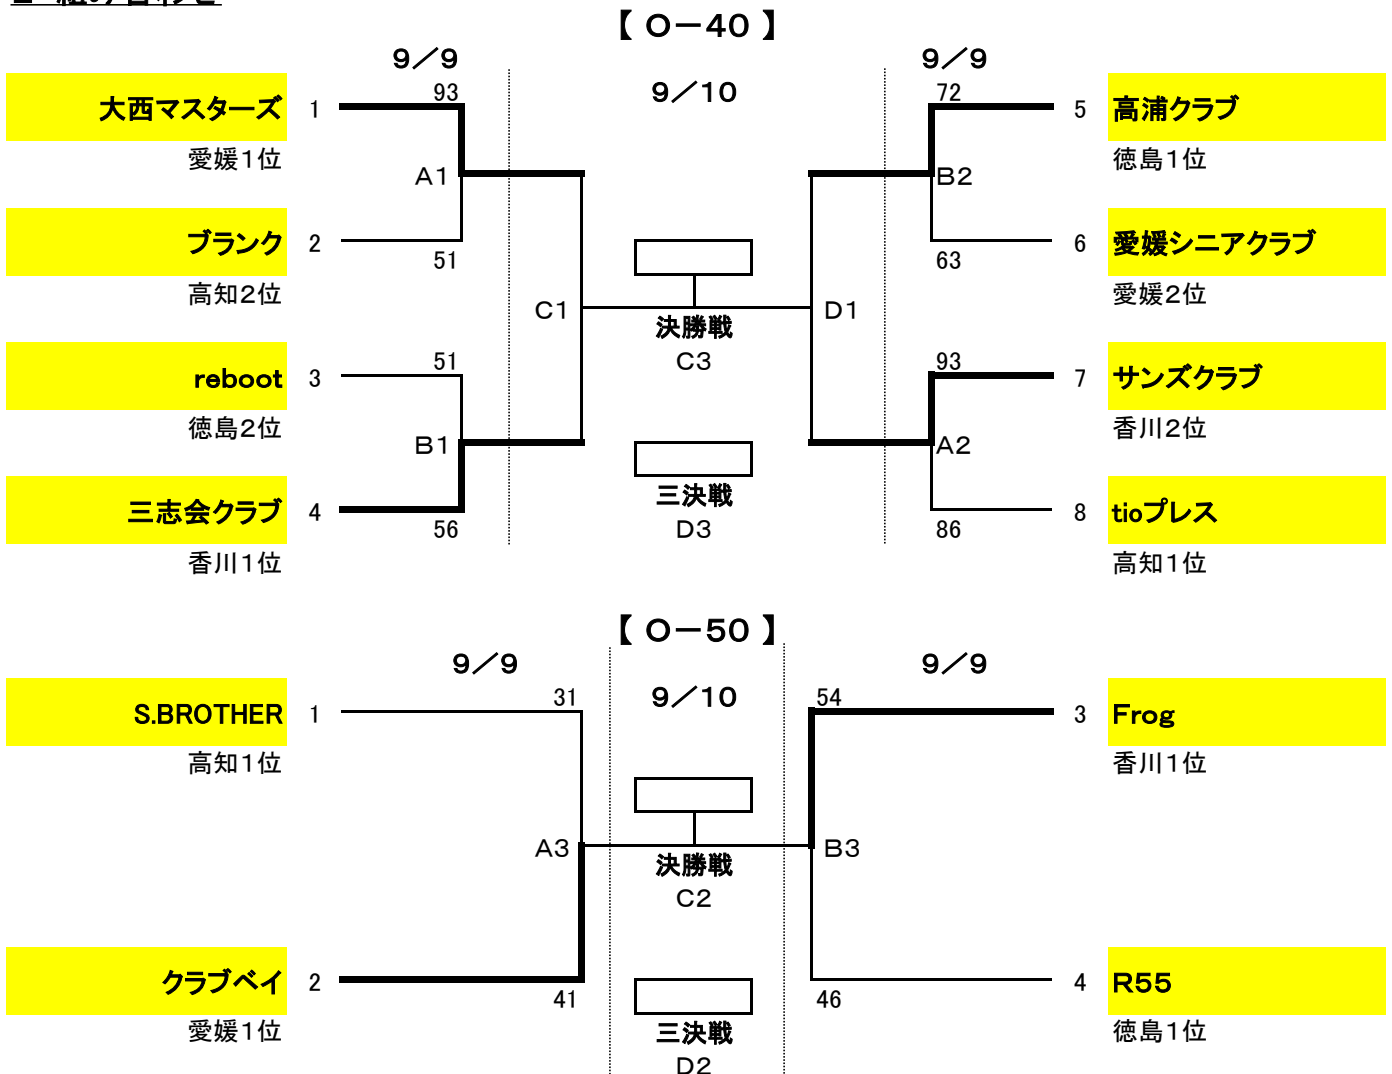 【 O－40 】
9／9
9／10
9／9
大西マスターズ 1 93
愛媛1位
A1
ブランク 2 51
高知2位
reboot 3 51
徳島2位
B1
三志会クラブ 4 56
香川1位
C1
決勝戦
C3
三決戦
D3
D1
72 5 高浦クラブ
徳島1位
B2
63 6 愛媛シニアクラブ
愛媛2位
93 7 サンズクラブ
香川2位
A2
86 8 tioプレス
高知1位
【 O－50 】
9／9
9／10
9／9
S.BROTHER 1 31
高知1位
A3
クラブベイ 2 41
愛媛1位
決勝戦
C2
三決戦
D2
54 3 Frog
香川1位
B3
46 4 R55
徳島1位